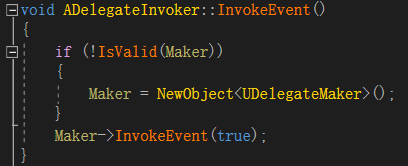 void ADelegateInvoker::InvokeEvent()
{
if (!IsValid(Maker))
{
Maker = NewObject<UDelegateMaker>();
}
Maker->InvokeEvent(true);
}